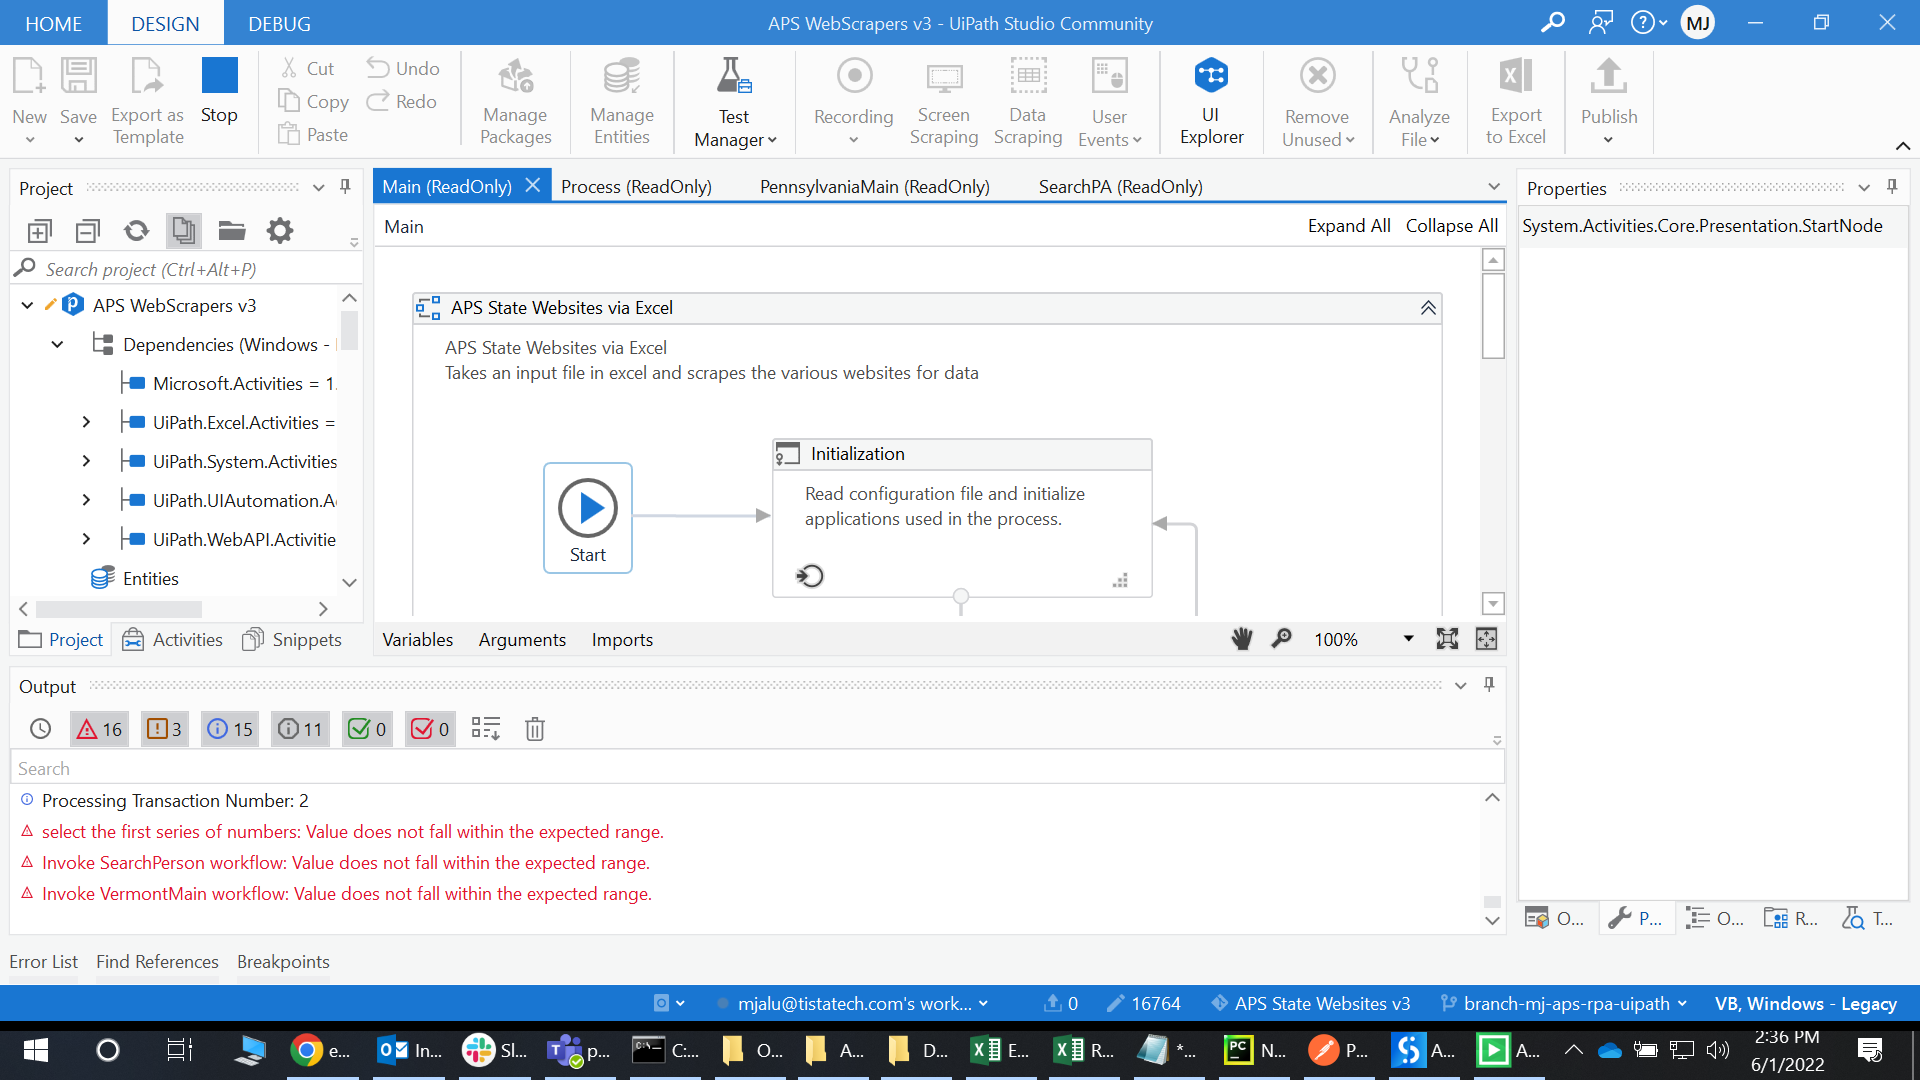 HOME
DESIGN
DEBUG
APS WebScrapers v3 - UiPath Studio Community
MJ
New
Save
Export as Template
Stop
Cut
Copy
Paste
Undo
Redo
Manage Packages
Manage Entities
Test Manager
Recording
Screen Scraping
Data Scraping
User Events
UI Explorer
Remove Unused
Analyze File
Export to Excel
Publish
Project
Search project (Ctrl+Alt+P)
APS WebScrapers v3
Dependencies (Windows -
Microsoft.Activities = 1.
UiPath.Excel.Activities =
UiPath.System.Activities
UiPath.UIAutomation.A
UiPath.WebAPI.Activitie
Entities
Project
Activities
Snippets
Main (ReadOnly)
Process (ReadOnly)
PennsylvaniaMain (ReadOnly)
SearchPA (ReadOnly)
Main
Expand All
Collapse All
APS State Websites via Excel
APS State Websites via Excel
Takes an input file in excel and scrapes the various websites for data
Start
Initialization
Read configuration file and initialize
applications used in the process.
Variables
Arguments
Imports
100%
Properties
System.Activities.Core.Presentation.StartNode
O...
P...
O...
R...
T...
Output
16
3
15
11
0
0
Search
Processing Transaction Number: 2
select the first series of numbers: Value does not fall within the expected range.
Invoke SearchPerson workflow: Value does not fall within the expected range.
Invoke VermontMain workflow: Value does not fall within the expected range.
Error List
Find References
Breakpoints
mjalu@tistatech.com's work...
0
16764
APS State Websites v3
branch-mj-aps-rpa-uipath
VB, Windows - Legacy
e...
In...
Sl...
p...
C:...
O...
A...
D...
E...
R...
*...
PC
N...
P...
A...
A...
2:36 PM
6/1/2022